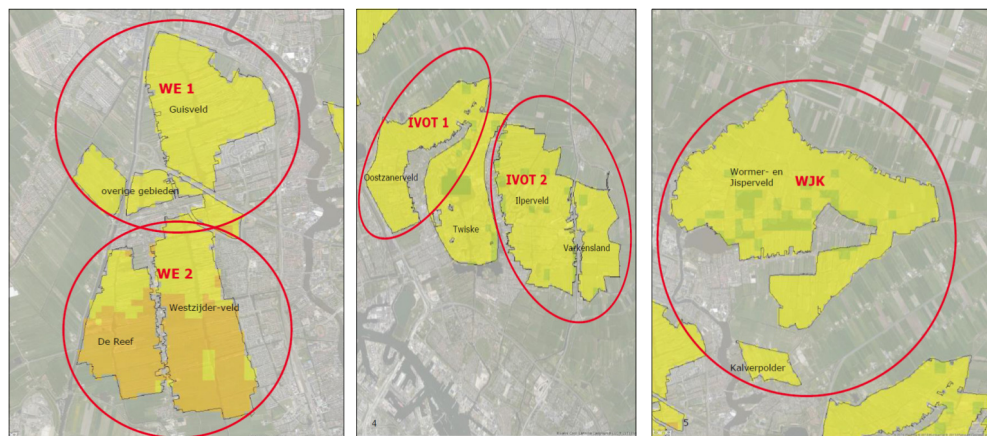 WE 1
Guisveld
overige gebieden
WE 2
Westzijder-veld
De Reef
IVOT 1
Oostzanerveld
IVOT 2
Ilperveld
Twiske
Varkensland
4
Wormer- en
Jisperveld
WJK
Kalverpolder
5